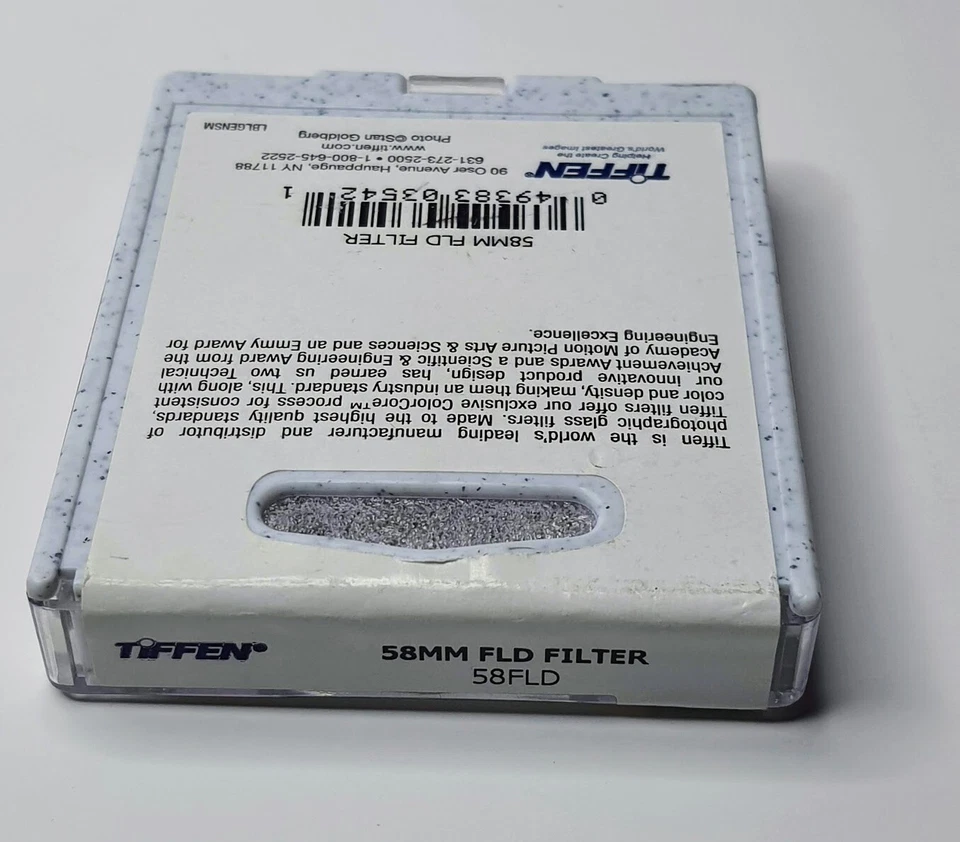 TIFFEN
58MM FLD FILTER
58FLD
Tiffen is the world's leading manufacturer and distributor of
photographic glass filters. Made to the highest quality standards,
Tiffen filters offer our exclusive ColorCore™ process for consistent
color and density, making them an industry standard. This, along with
our innovative product design, has earned us two Technical
Achievement Awards and a Scientific & Engineering Award from the
Academy of Motion Picture Arts & Sciences and an Emmy Award for
Engineering Excellence.
58MM FLD FILTER
0 49383 03542 1
TIFFEN®
Helping Create the
World's Greatest Images
90 Oser Avenue, Hauppauge, NY 11788
631-273-2500 • 1-800-645-2522
www.tiffen.com
Photo ©Stan Goldberg
LBLGENSM